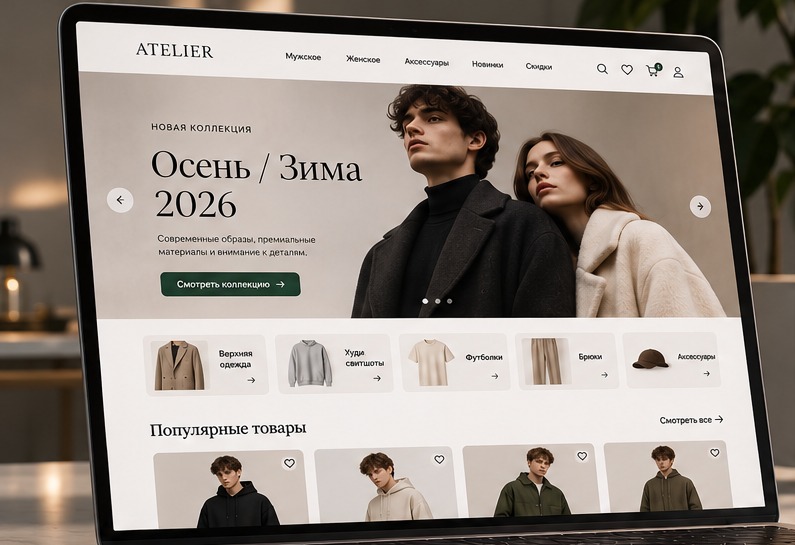 ATELIER
Мужское Женское Аксессуары Новинки Скидки
1
НОВАЯ КОЛЛЕКЦИЯ
Осень / Зима
2026
Современные образы, премиальные
материалы и внимание к деталям.
Смотреть коллекцию →
Верхняя
одежда
→
Худи
свитшоты
→
Футболки
→
Брюки
→
Аксессуары
→
Популярные товары
Смотреть все →